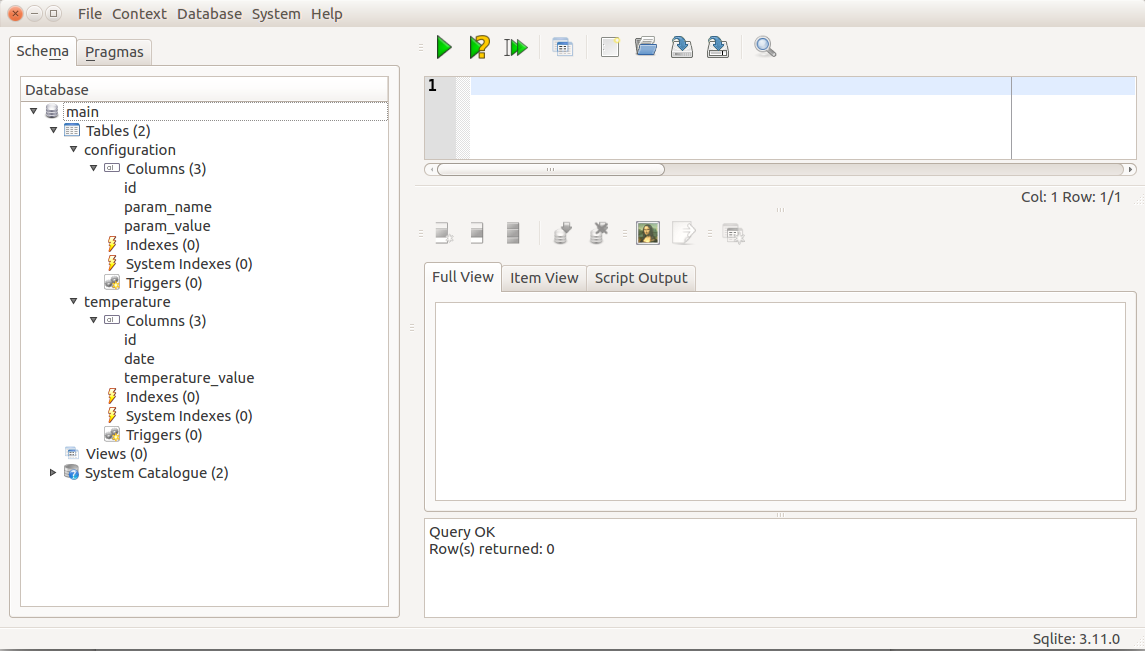 File Context Database System Help
Schema Pragmas
Database
main
Tables (2)
configuration
Columns (3)
id
param_name
param_value
Indexes (0)
System Indexes (0)
Triggers (0)
temperature
Columns (3)
id
date
temperature_value
Indexes (0)
System Indexes (0)
Triggers (0)
Views (0)
System Catalogue (2)
1
Col: 1 Row: 1/1
Full View Item View Script Output
Query OK
Row(s) returned: 0
Sqlite: 3.11.0